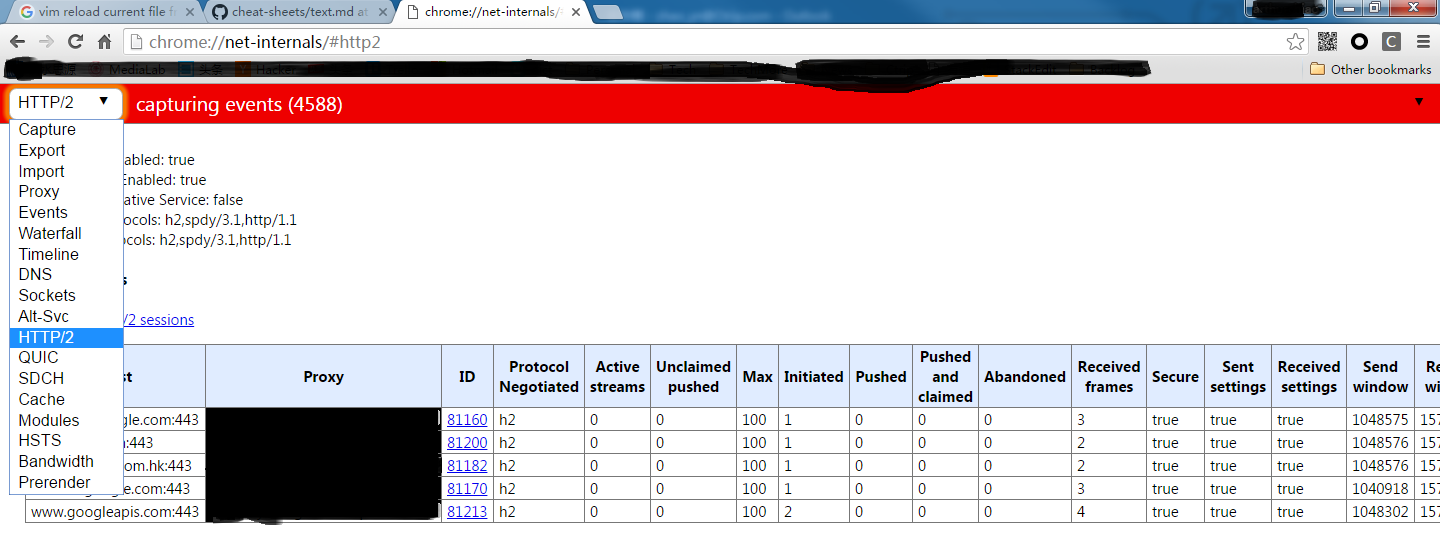 vim reload current file f
cheat-sheets/text.md at
chrome://net-internals/#
chrome://net-internals/#http2
C
MediaLab
头条
Hacker
Other bookmarks
HTTP/2
capturing events (4588)
Capture
Export
Import
Proxy
Events
Waterfall
Timeline
DNS
Sockets
Alt-Svc
HTTP/2
QUIC
SDCH
Cache
Modules
HSTS
Bandwidth
Prerender
abled: true
Enabled: true
ative Service: false
ocols: h2,spdy/3.1,http/1.1
ocols: h2,spdy/3.1,http/1.1
s
/2 sessions
st Proxy ID Protocol Negotiated Active streams Unclaimed pushed Max Initiated Pushed Pushed and claimed Abandoned Received frames Secure Sent settings Received settings Send window Re wi
gle.com:443 81160 h2 0 0 100 1 0 0 0 3 true true true 1048575 157
:443 81200 h2 0 0 100 1 0 0 0 2 true true true 1048576 157
om.hk:443 81182 h2 0 0 100 1 0 0 0 2 true true true 1048576 157
gle.com:443 81170 h2 0 0 100 1 0 0 0 3 true true true 1040918 157
www.googleapis.com:443 81213 h2 0 0 100 2 0 0 0 4 true true true 1048302 157